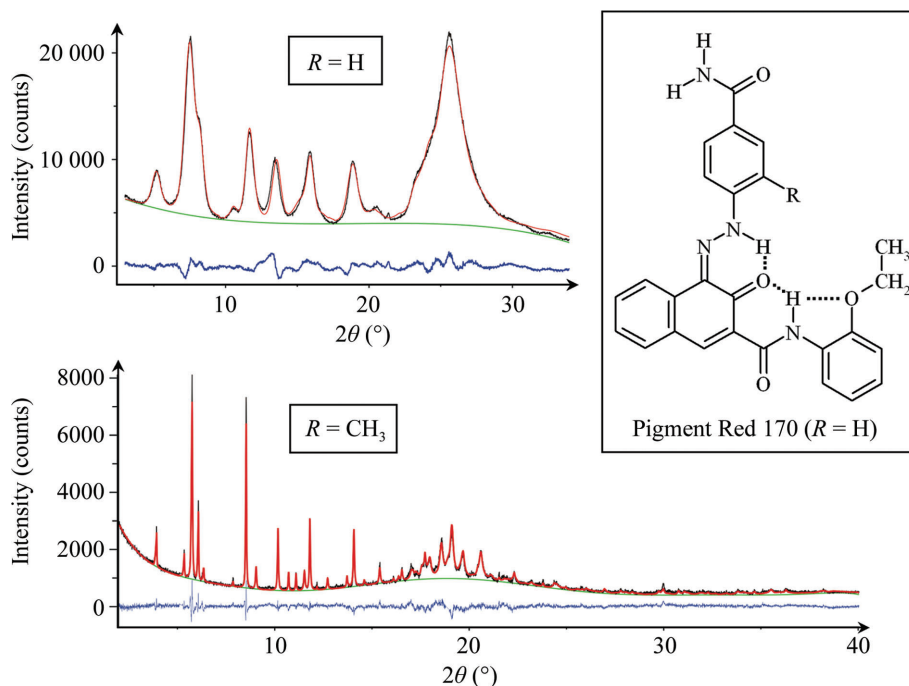 Intensity (counts)
20 000
10 000
0
R = H
10
20
30
2θ (°)
Intensity (counts)
8000
6000
4000
2000
0
R = CH₃
10
20
30
40
2θ (°)
H
N
H
O
R
N
N
H
O
H
O
CH₃
CH₂
N
O
Pigment Red 170 (R = H)